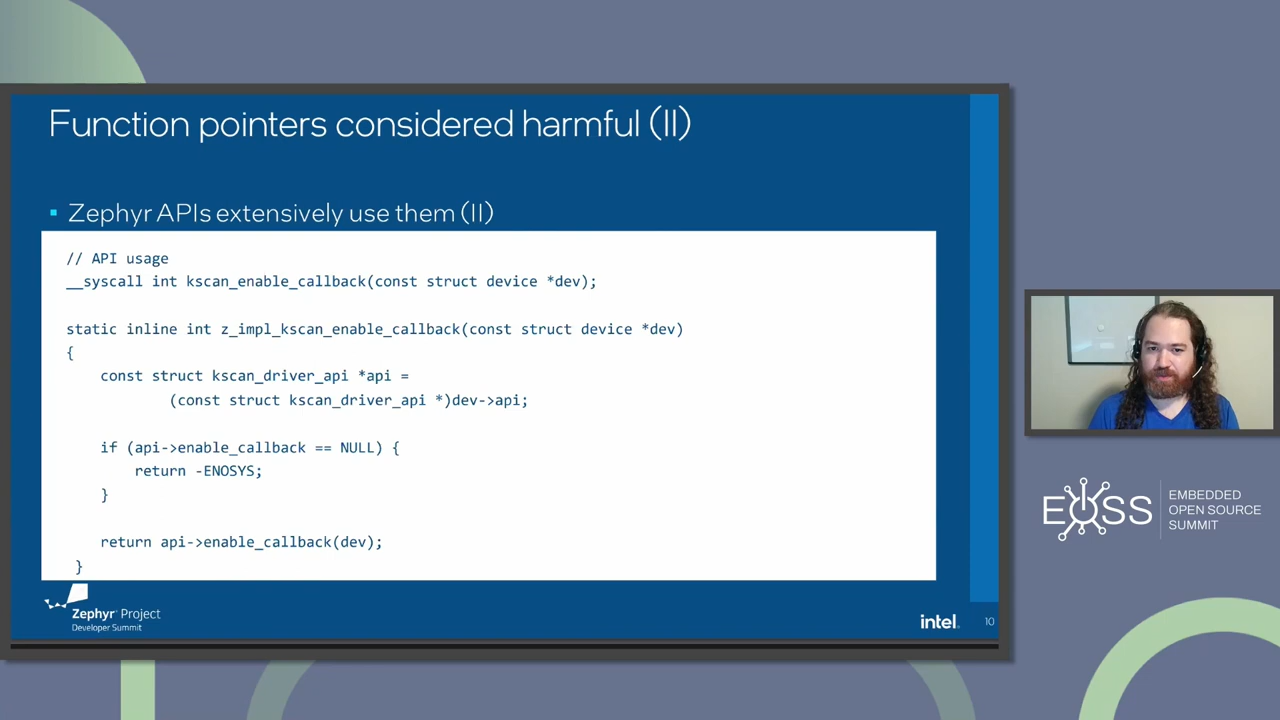 Function pointers considered harmful (II)
▪ Zephyr APIs extensively use them (II)
// API usage
__syscall int kscan_enable_callback(const struct device *dev);
static inline int z_impl_kscan_enable_callback(const struct device *dev)
{
const struct kscan_driver_api *api =
(const struct kscan_driver_api *)dev->api;
if (api->enable_callback == NULL) {
return -ENOSYS;
}
return api->enable_callback(dev);
}
Zephyr® Project
Developer Summit
intel.
10
EOSS
EMBEDDED
OPEN SOURCE
SUMMIT